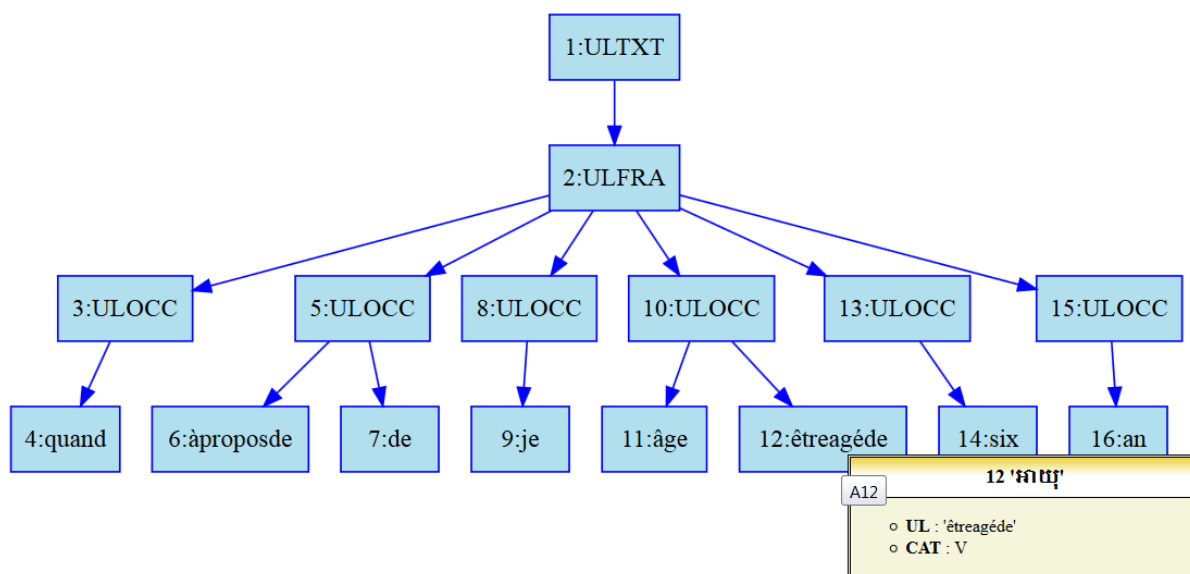 1:ULTXT
2:ULFRA
3:ULOCC 5:ULOCC 8:ULOCC 10:ULOCC 13:ULOCC 15:ULOCC
4:quand 6:àproposde 7:de 9:je 11:âge 12:êtreagéde 14:six 16:an
12 'អាយុ'
A12
UL : 'êtreagéde'
CAT : V